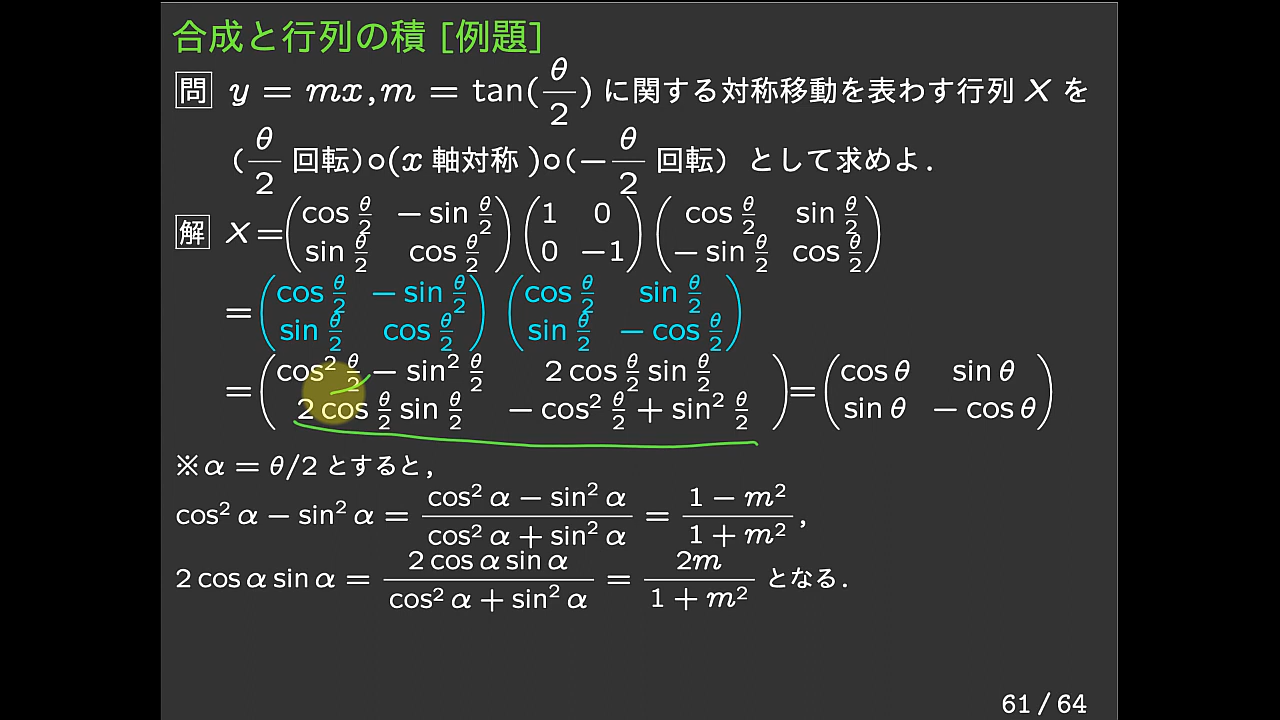 合成と行列の積 [例題]
問 y = mx, m = tan(θ/2) に関する対称移動を表わす行列 X を
(θ/2 回転)∘(x 軸対称)∘(−θ/2 回転) として求めよ.
解 X = (cos θ/2 − sin θ/2 ; sin θ/2 cos θ/2) (1 0 ; 0 −1) (cos θ/2 sin θ/2 ; − sin θ/2 cos θ/2)
= (cos θ/2 − sin θ/2 ; sin θ/2 cos θ/2) (cos θ/2 sin θ/2 ; sin θ/2 − cos θ/2)
= (cos² θ/2 − sin² θ/2 2 cos θ/2 sin θ/2 ; 2 cos θ/2 sin θ/2 − cos² θ/2 + sin² θ/2) = (cos θ sin θ ; sin θ − cos θ)
※α = θ/2 とすると,
cos² α − sin² α = (cos² α − sin² α)/(cos² α + sin² α) = (1 − m²)/(1 + m²),
2 cos α sin α = (2 cos α sin α)/(cos² α + sin² α) = 2m/(1 + m²) となる.
61 / 64